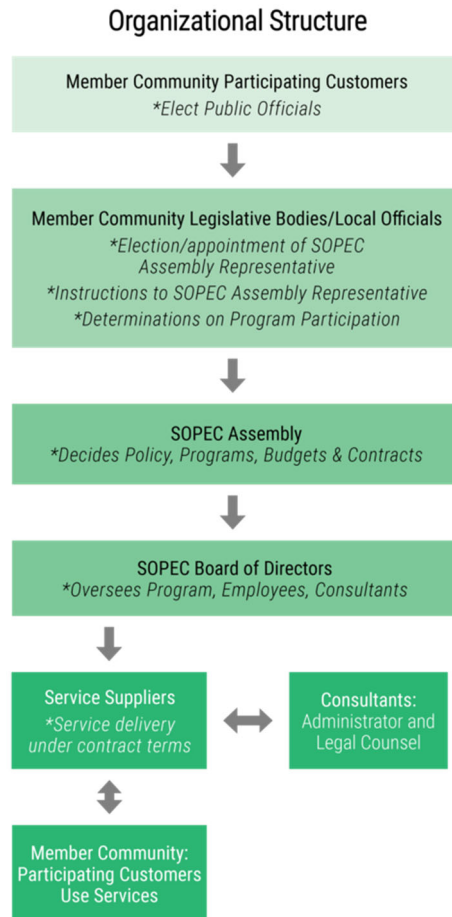 Organizational Structure
Member Community Participating Customers
*Elect Public Officials
Member Community Legislative Bodies/Local Officials
*Election/appointment of SOPEC
Assembly Representative
*Instructions to SOPEC Assembly Representative
*Determinations on Program Participation
SOPEC Assembly
*Decides Policy, Programs, Budgets & Contracts
SOPEC Board of Directors
*Oversees Program, Employees, Consultants
Service Suppliers
*Service delivery
under contract terms
Consultants:
Administrator and
Legal Counsel
Member Community:
Participating Customers
Use Services